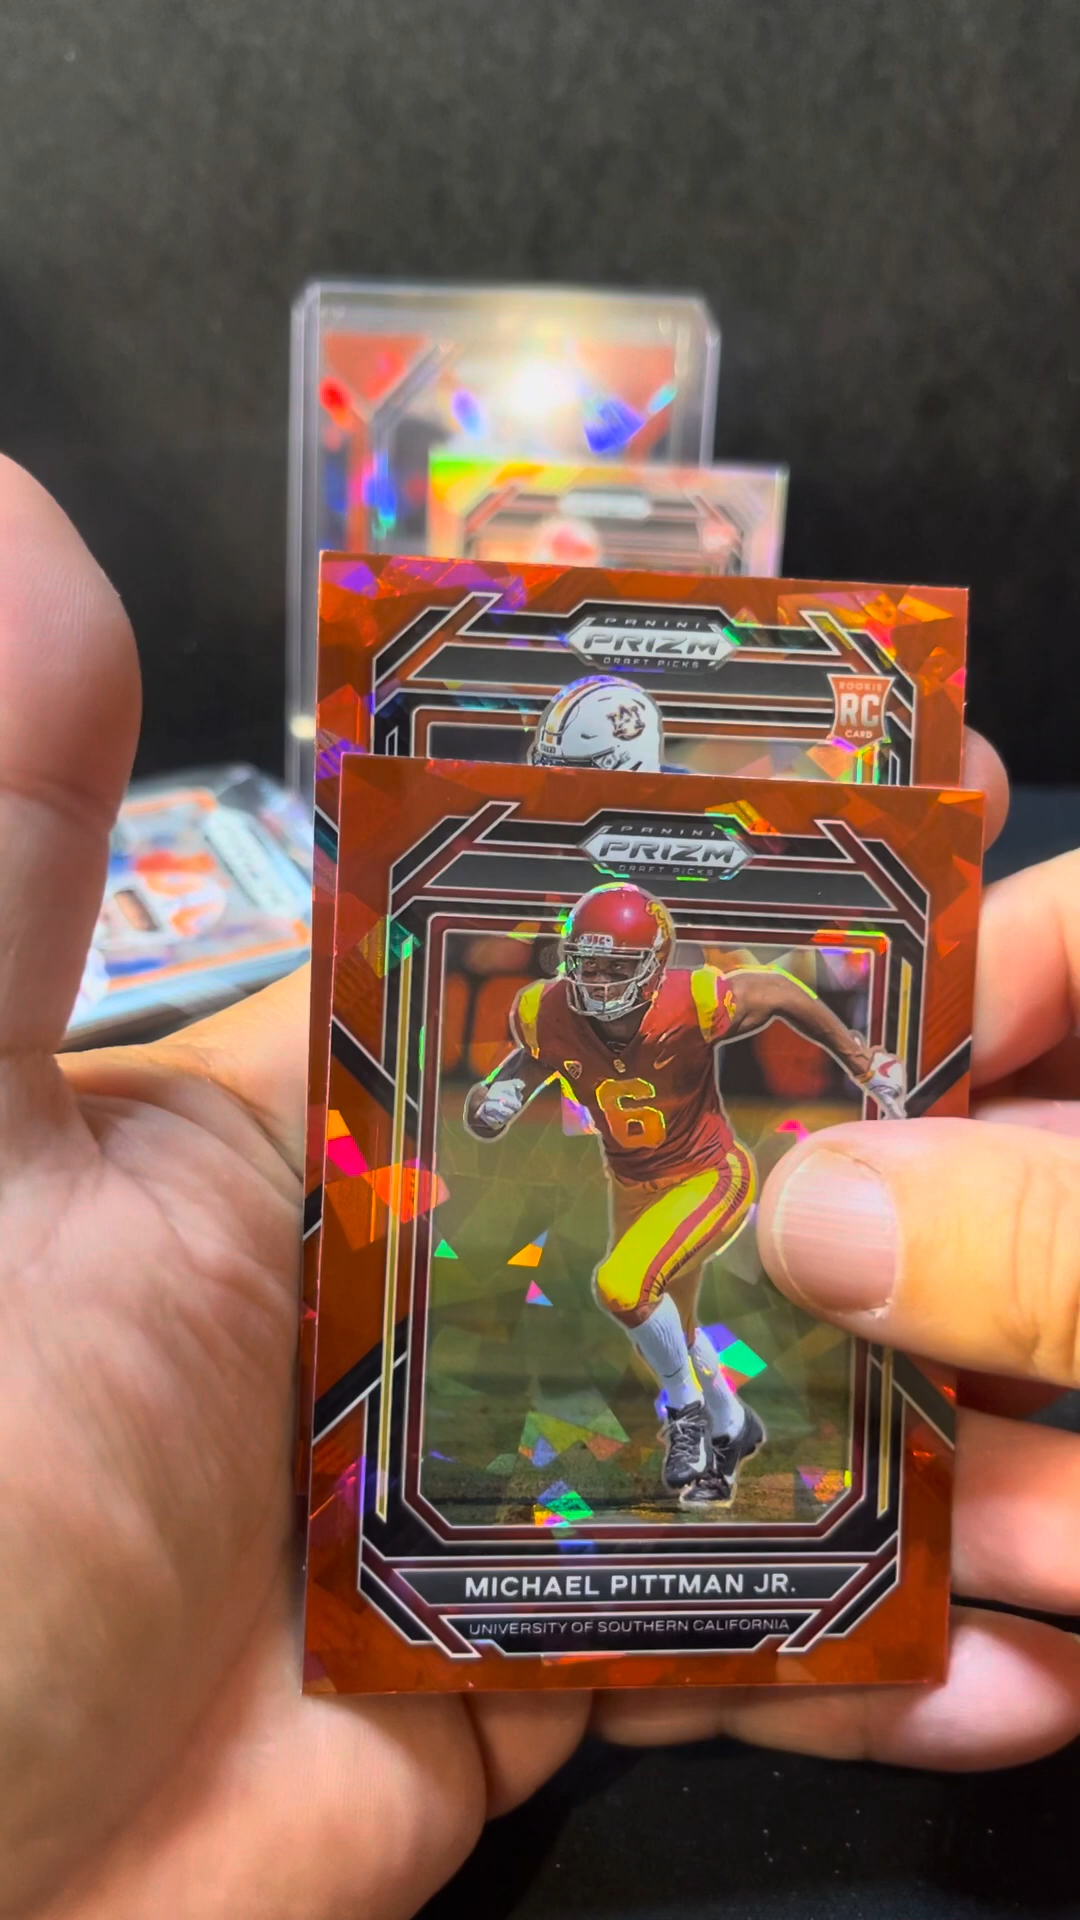 PANINI
PRIZM
DRAFT PICKS
ROOKIE
RC
CARD
PANINI
PRIZM
DRAFT PICKS
USC
6
MICHAEL PITTMAN JR.
UNIVERSITY OF SOUTHERN CALIFORNIA